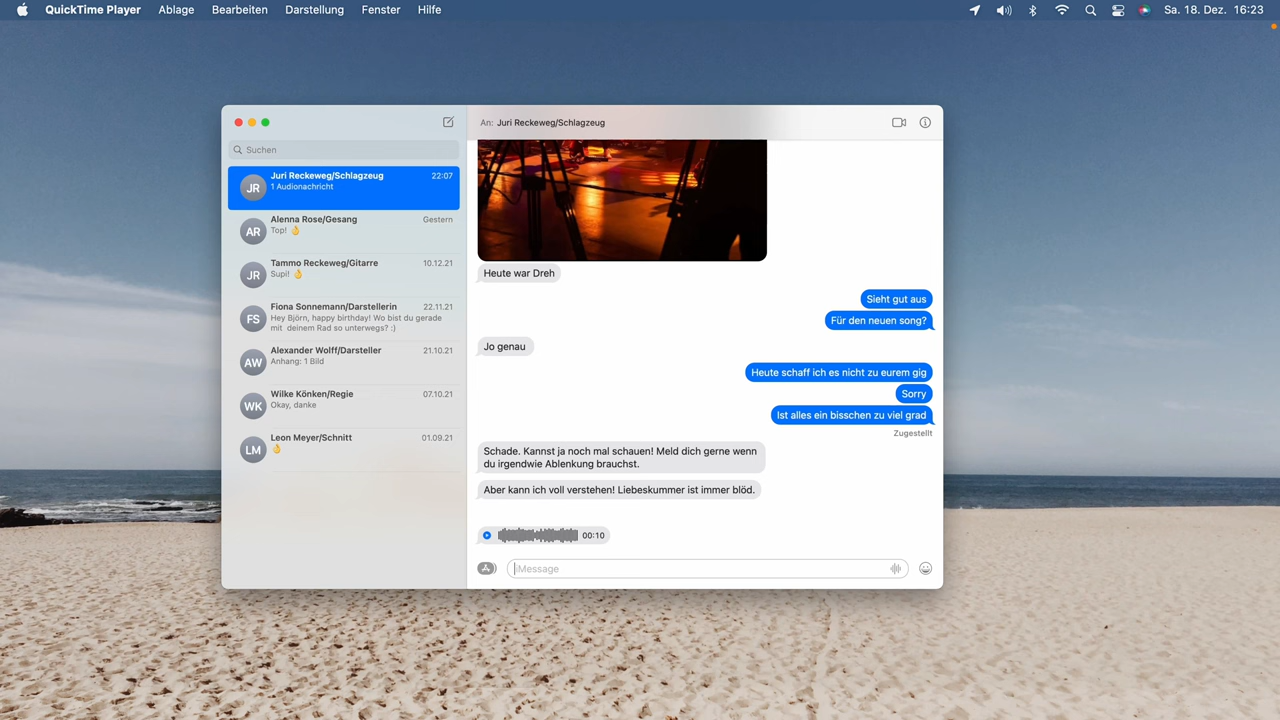 QuickTime Player Ablage Bearbeiten Darstellung Fenster Hilfe Sa. 18. Dez. 16:23
Suchen
Juri Reckeweg/Schlagzeug 22:07
1 Audionachricht
JR
Alenna Rose/Gesang Gestern
Top! 👌
AR
Tammo Reckeweg/Gitarre 10.12.21
Supi! 👌
JR
Fiona Sonnemann/Darstellerin 22.11.21
Hey Björn, happy birthday! Wo bist du gerade
mit deinem Rad so unterwegs? :)
FS
Alexander Wolff/Darsteller 21.10.21
Anhang: 1 Bild
AW
Wilke Könken/Regie 07.10.21
Okay, danke
WK
Leon Meyer/Schnitt 01.09.21
👌
LM
An: Juri Reckeweg/Schlagzeug
Heute war Dreh
Sieht gut aus
Für den neuen song?
Jo genau
Heute schaff ich es nicht zu eurem gig
Sorry
Ist alles ein bisschen zu viel grad
Zugestellt
Schade. Kannst ja noch mal schauen! Meld dich gerne wenn
du irgendwie Ablenkung brauchst.
Aber kann ich voll verstehen! Liebeskummer ist immer blöd.
00:10
iMessage